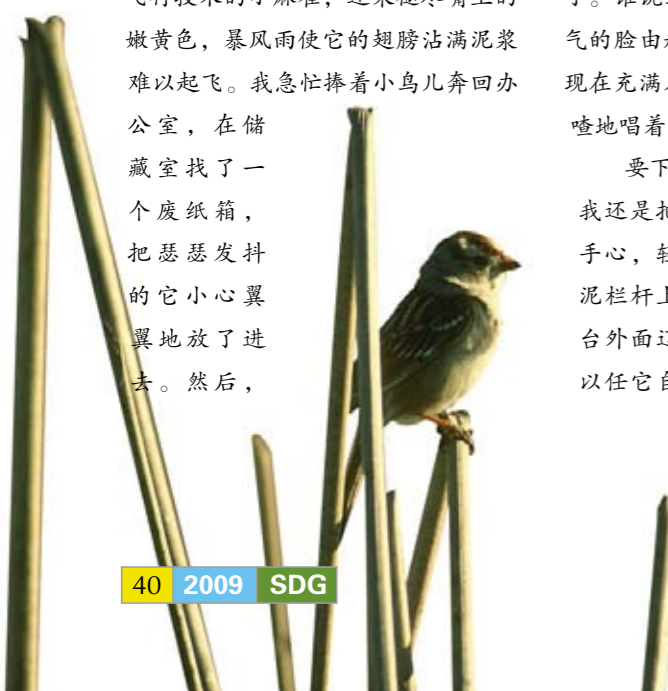 嫩黄色，暴风雨使它的翅膀沾满泥浆
难以起飞。我急忙捧着小鸟儿奔回办
公室，在储
藏室找了一
个废纸箱，
把瑟瑟发抖
的它小心翼
翼地放了进
去。然后，
气的脸由
现在充满
喳地唱着
要下
我还是
手心，轻
泥栏杆上
台外面
以任它自
40 2009 SDG